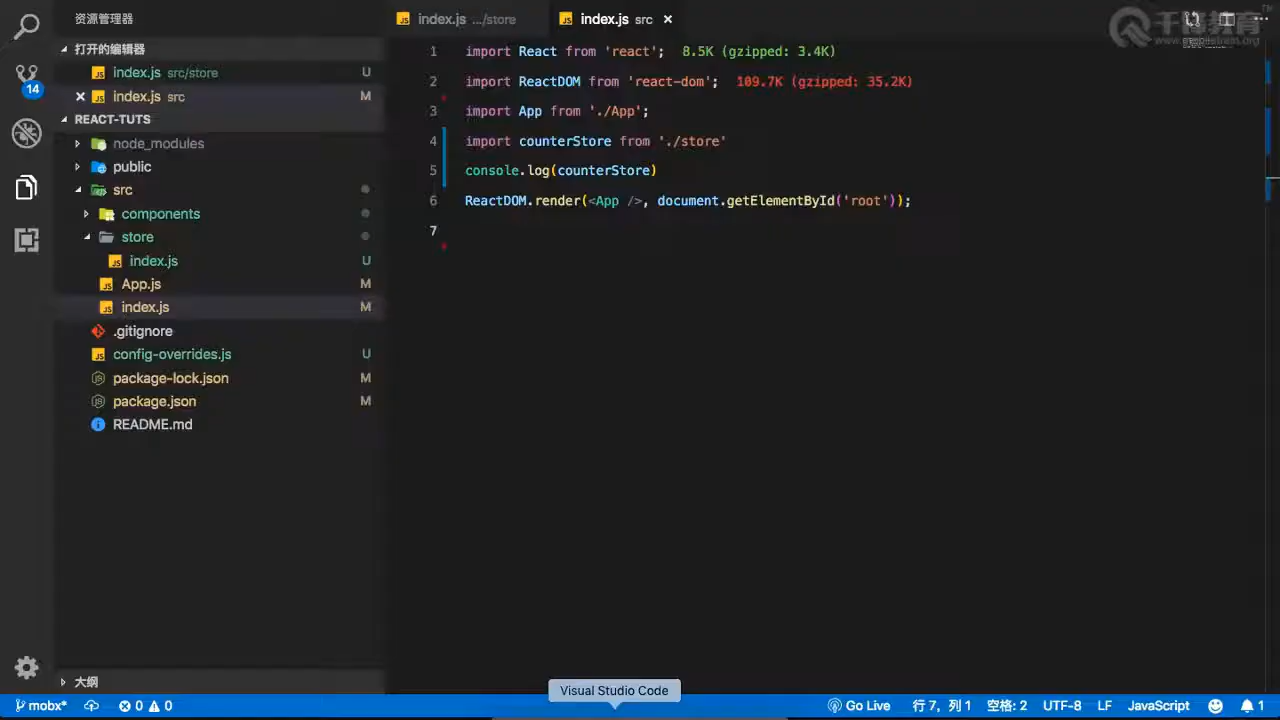 资源管理器
打开的编辑器
index.js src/store U
index.js src M
REACT-TUTS
node_modules
public
src
components
store
index.js U
App.js M
index.js M
.gitignore
config-overrides.js U
package-lock.json M
package.json M
README.md
大纲
14
index.js .../store
index.js src
千锋教育
1 import React from 'react'; 8.5K (gzipped: 3.4K)
2 import ReactDOM from 'react-dom'; 109.7K (gzipped: 35.2K)
3 import App from './App';
4 import counterStore from './store'
5 console.log(counterStore)
6 ReactDOM.render(<App />, document.getElementById('root'));
7
Visual Studio Code
mobx* 0 0 Go Live 行 7，列 1 空格: 2 UTF-8 LF JavaScript 1